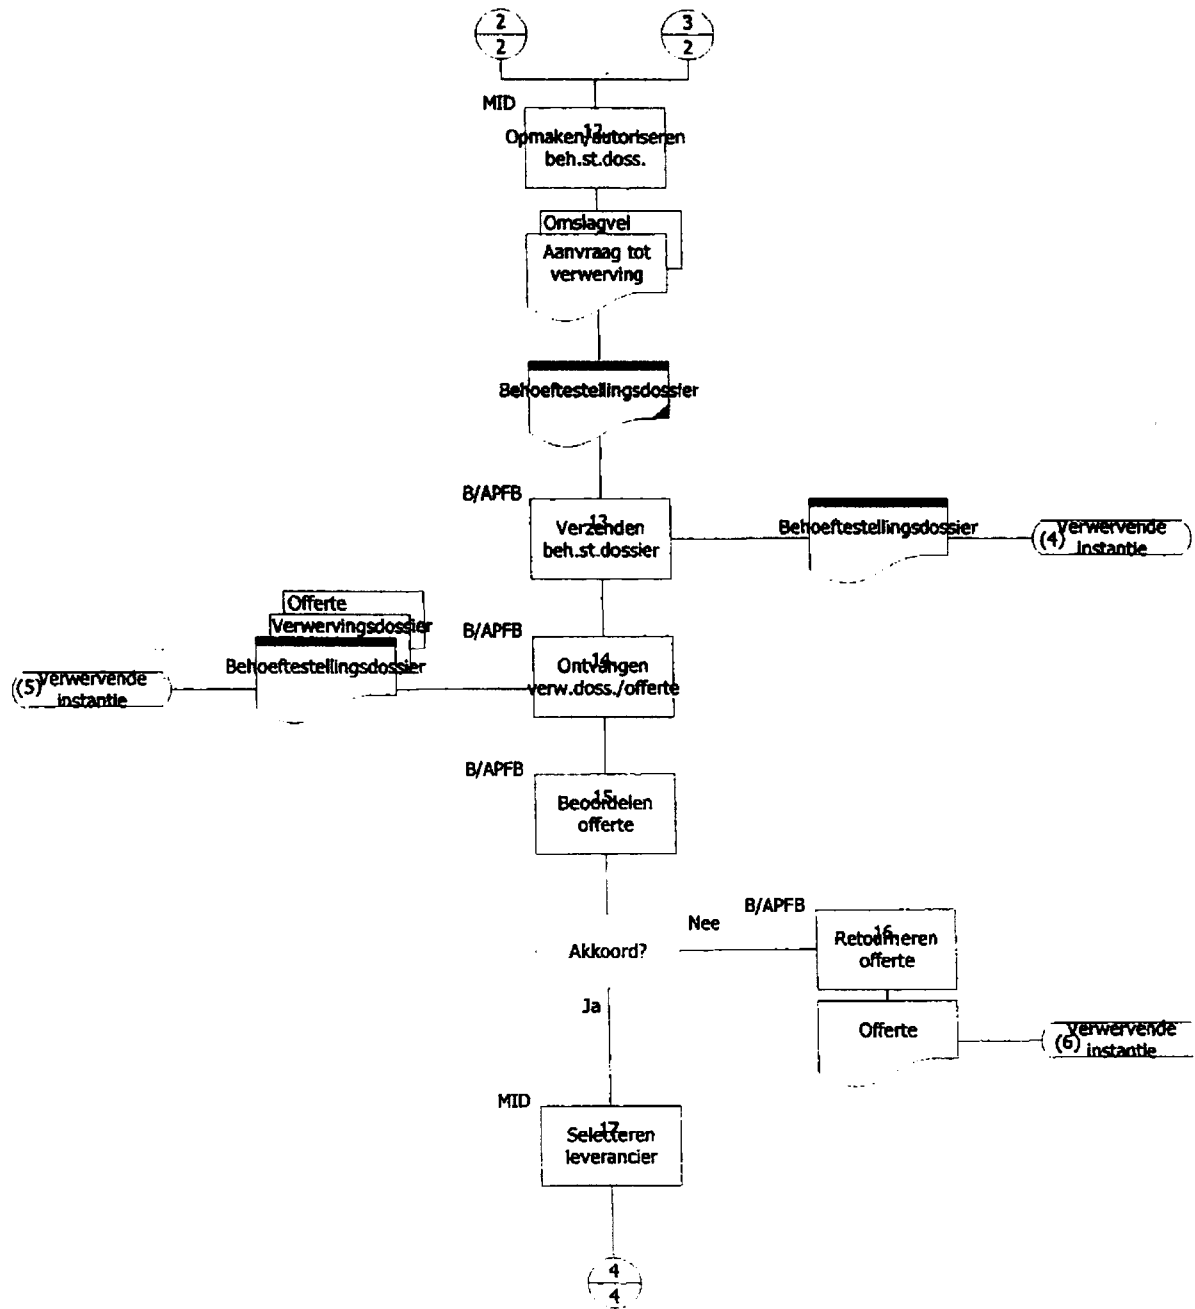 2
2
3
2
MID
12.
Opmaken/autoriseren
beh.st.doss.
Omslagvel
Aanvraag tot
verwerving
Behoeftestellingsdossier
B/APFB
13.
Verzenden
beh.st.dossier
Behoeftestellingsdossier
(4) Verwervende
instantie
Offerte
Verwervingsdossier
Behoeftestellingsdossier
(5) Verwervende
instantie
B/APFB
14.
Ontvangen
verw.doss./offerte
B/APFB
15.
Beoordelen
offerte
Akkoord?
Nee
B/APFB
16.
Retourneren
offerte
Ja
Offerte
(6) Verwervende
instantie
MID
17.
Selecteren
leverancier
4
4